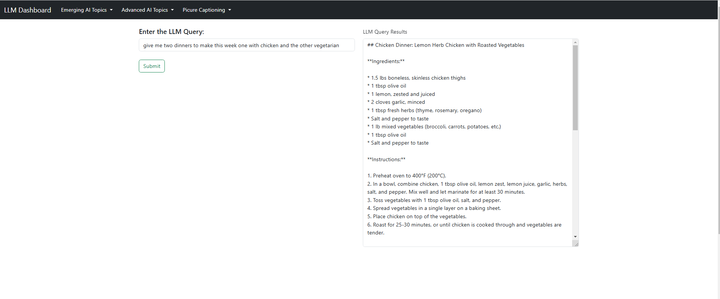 LLM Dashboard Emerging AI Topics Advanced AI Topics Picure Captioning
Enter the LLM Query:
give me two dinners to make this week one with chicken and the other vegetarian
Submit
LLM Query Results
## Chicken Dinner: Lemon Herb Chicken with Roasted Vegetables
**Ingredients:**
* 1.5 lbs boneless, skinless chicken thighs
* 1 tbsp olive oil
* 1 lemon, zested and juiced
* 2 cloves garlic, minced
* 1 tbsp fresh herbs (thyme, rosemary, oregano)
* Salt and pepper to taste
* 1 lb mixed vegetables (broccoli, carrots, potatoes, etc.)
* 1 tbsp olive oil
* Salt and pepper to taste
**Instructions:**
1. Preheat oven to 400°F (200°C).
2. In a bowl, combine chicken, 1 tbsp olive oil, lemon zest, lemon juice, garlic, herbs,
salt, and pepper. Mix well and let marinate for at least 30 minutes.
3. Toss vegetables with 1 tbsp olive oil, salt, and pepper.
4. Spread vegetables in a single layer on a baking sheet.
5. Place chicken on top of the vegetables.
6. Roast for 25-30 minutes, or until chicken is cooked through and vegetables are
tender.